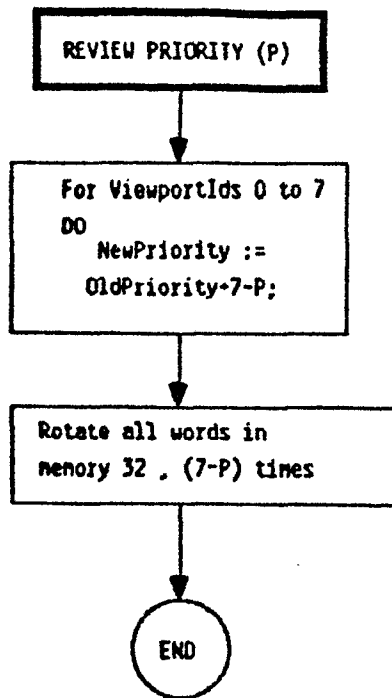 REVIEW PRIORITY (P)
For ViewportIds 0 to 7
DO
NewPriority :=
OldPriority+7-P;
Rotate all words in
memory 32 , (7-P) times
END